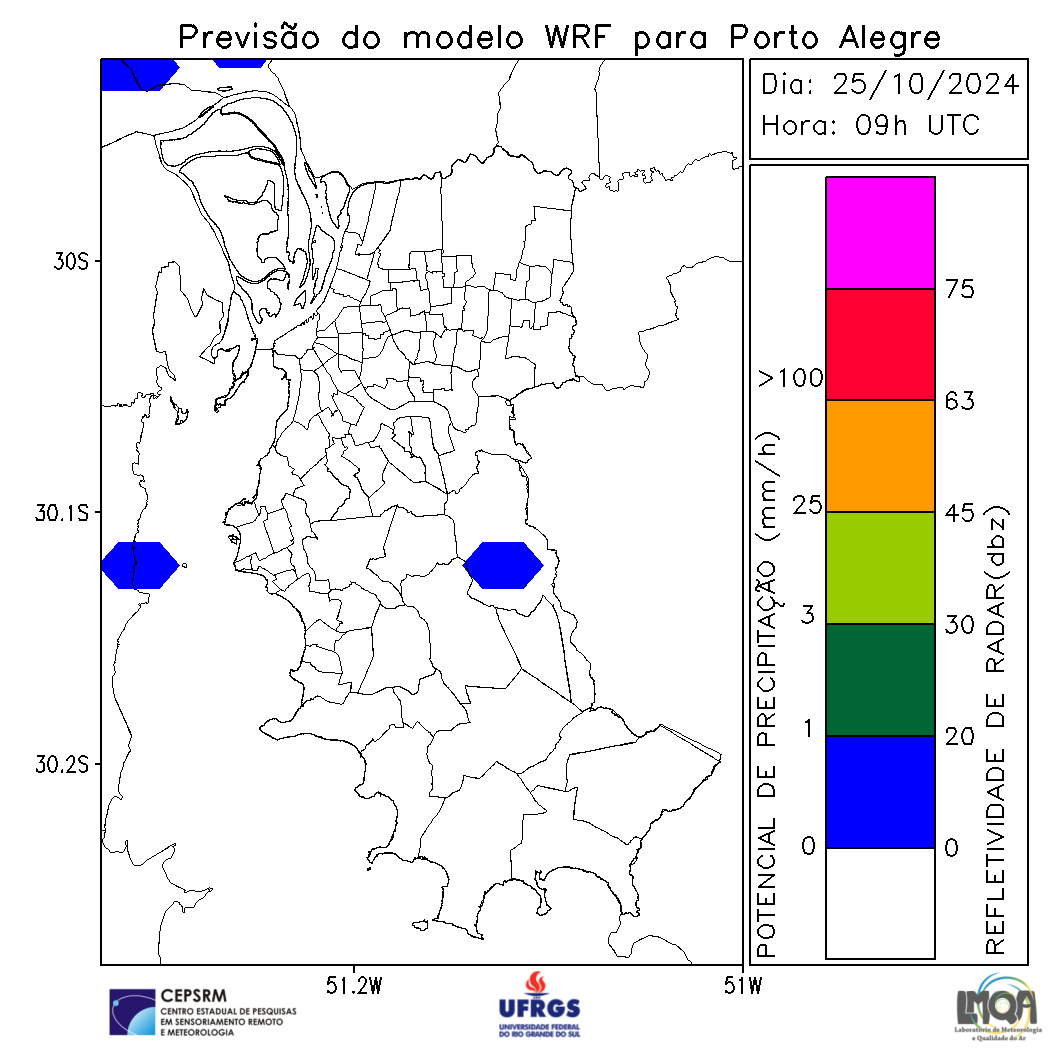 Previsão do modelo WRF para Porto Alegre
Dia: 25/10/2024
Hora: 09h UTC
30S
30.1S
30.2S
51.2W
51W
POTENCIAL DE PRECIPITAÇÃO (mm/h)
>100
25
3
1
0
75
63
45
30
20
0
REFLETIVIDADE DE RADAR(dbz)
CEPSRM
CENTRO ESTADUAL DE PESQUISAS
EM SENSORIAMENTO REMOTO
E METEOROLOGIA
UFRGS
UNIVERSIDADE FEDERAL
DO RIO GRANDE DO SUL
LMQA
Laboratório de Meteorologia
e Qualidade do Ar